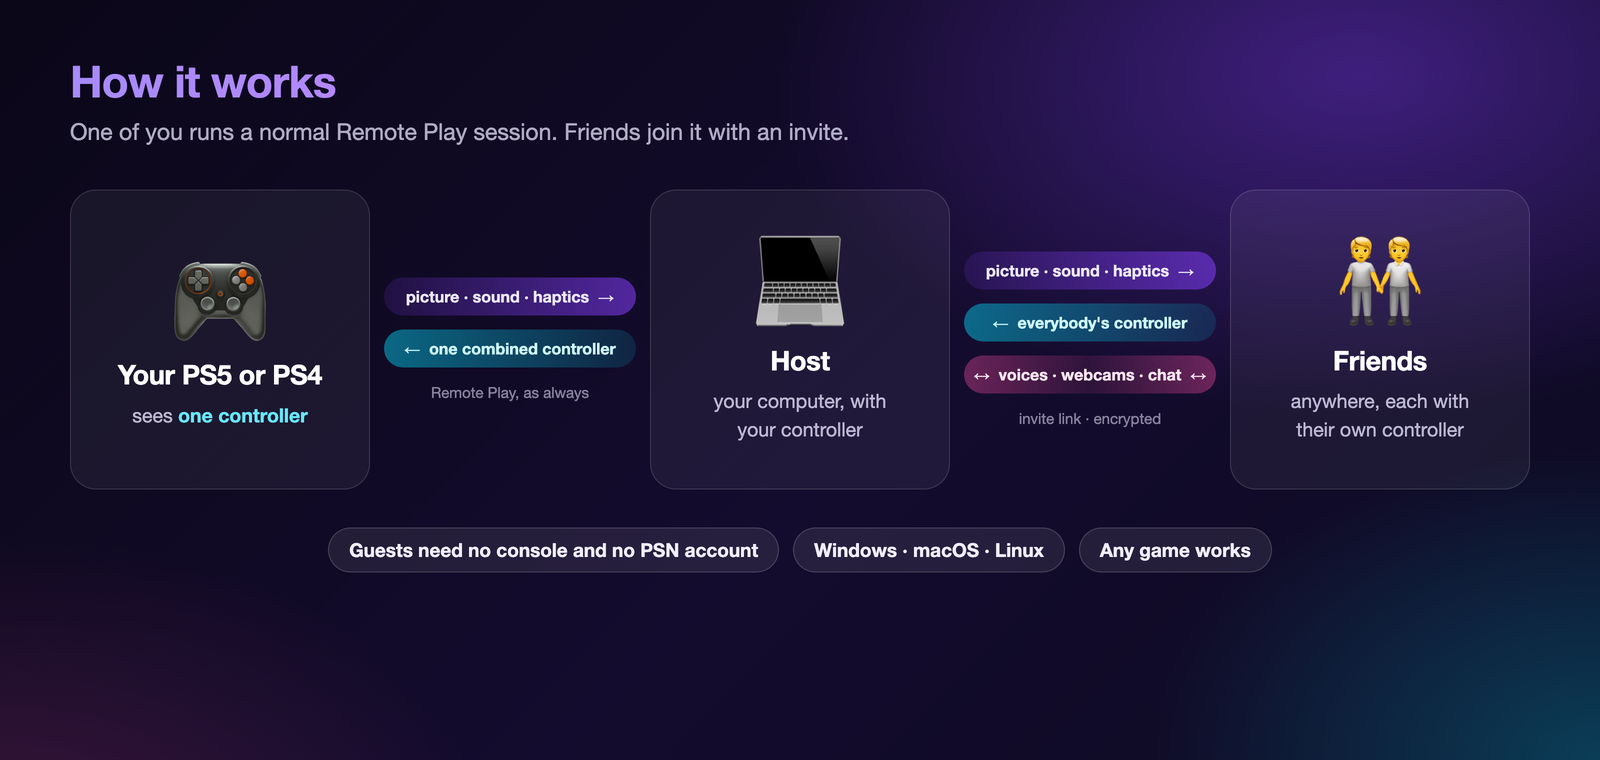 How it works
One of you runs a normal Remote Play session. Friends join it with an invite.
Your PS5 or PS4
sees one controller
picture · sound · haptics →
← one combined controller
Remote Play, as always
Host
your computer, with
your controller
picture · sound · haptics →
← everybody's controller
↔ voices · webcams · chat ↔
invite link · encrypted
Friends
anywhere, each with
their own controller
Guests need no console and no PSN account
Windows · macOS · Linux
Any game works